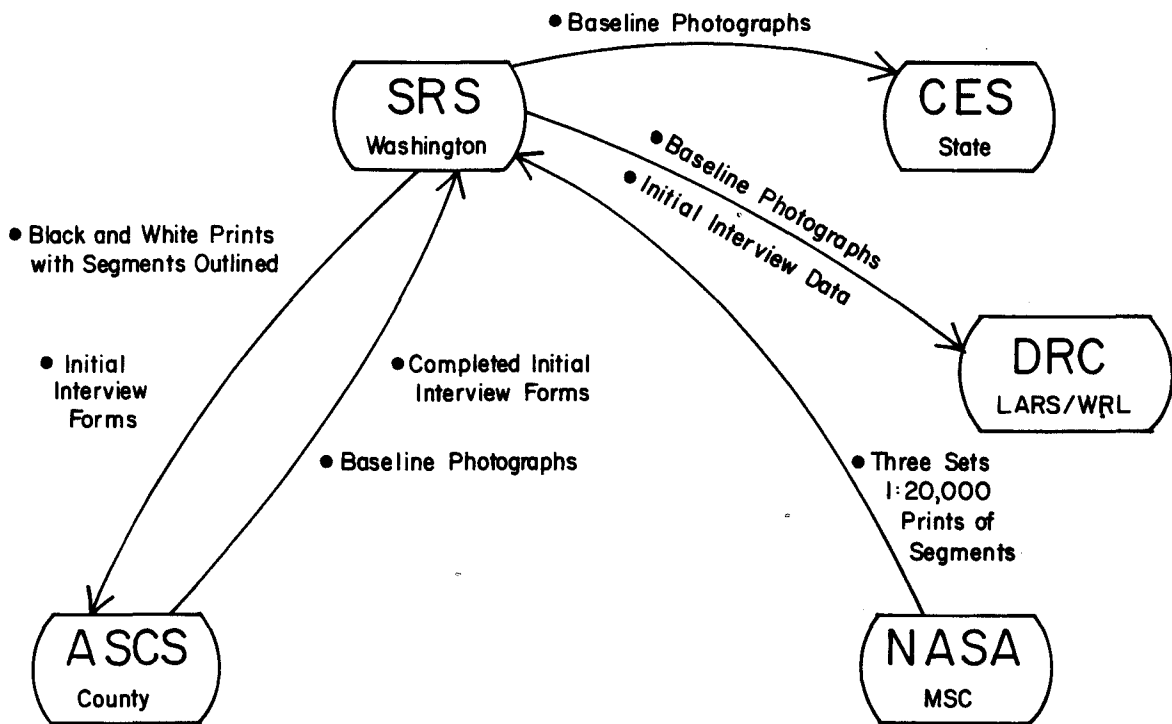 ● Baseline Photographs
SRS
Washington
CES
State
● Baseline Photographs
● Initial Interview Data
● Black and White Prints
with Segments Outlined
● Initial
Interview
Forms
● Completed Initial
Interview Forms
● Baseline Photographs
DRC
LARS/WRL
● Three Sets
1:20,000
Prints of
Segments
ASCS
County
NASA
MSC